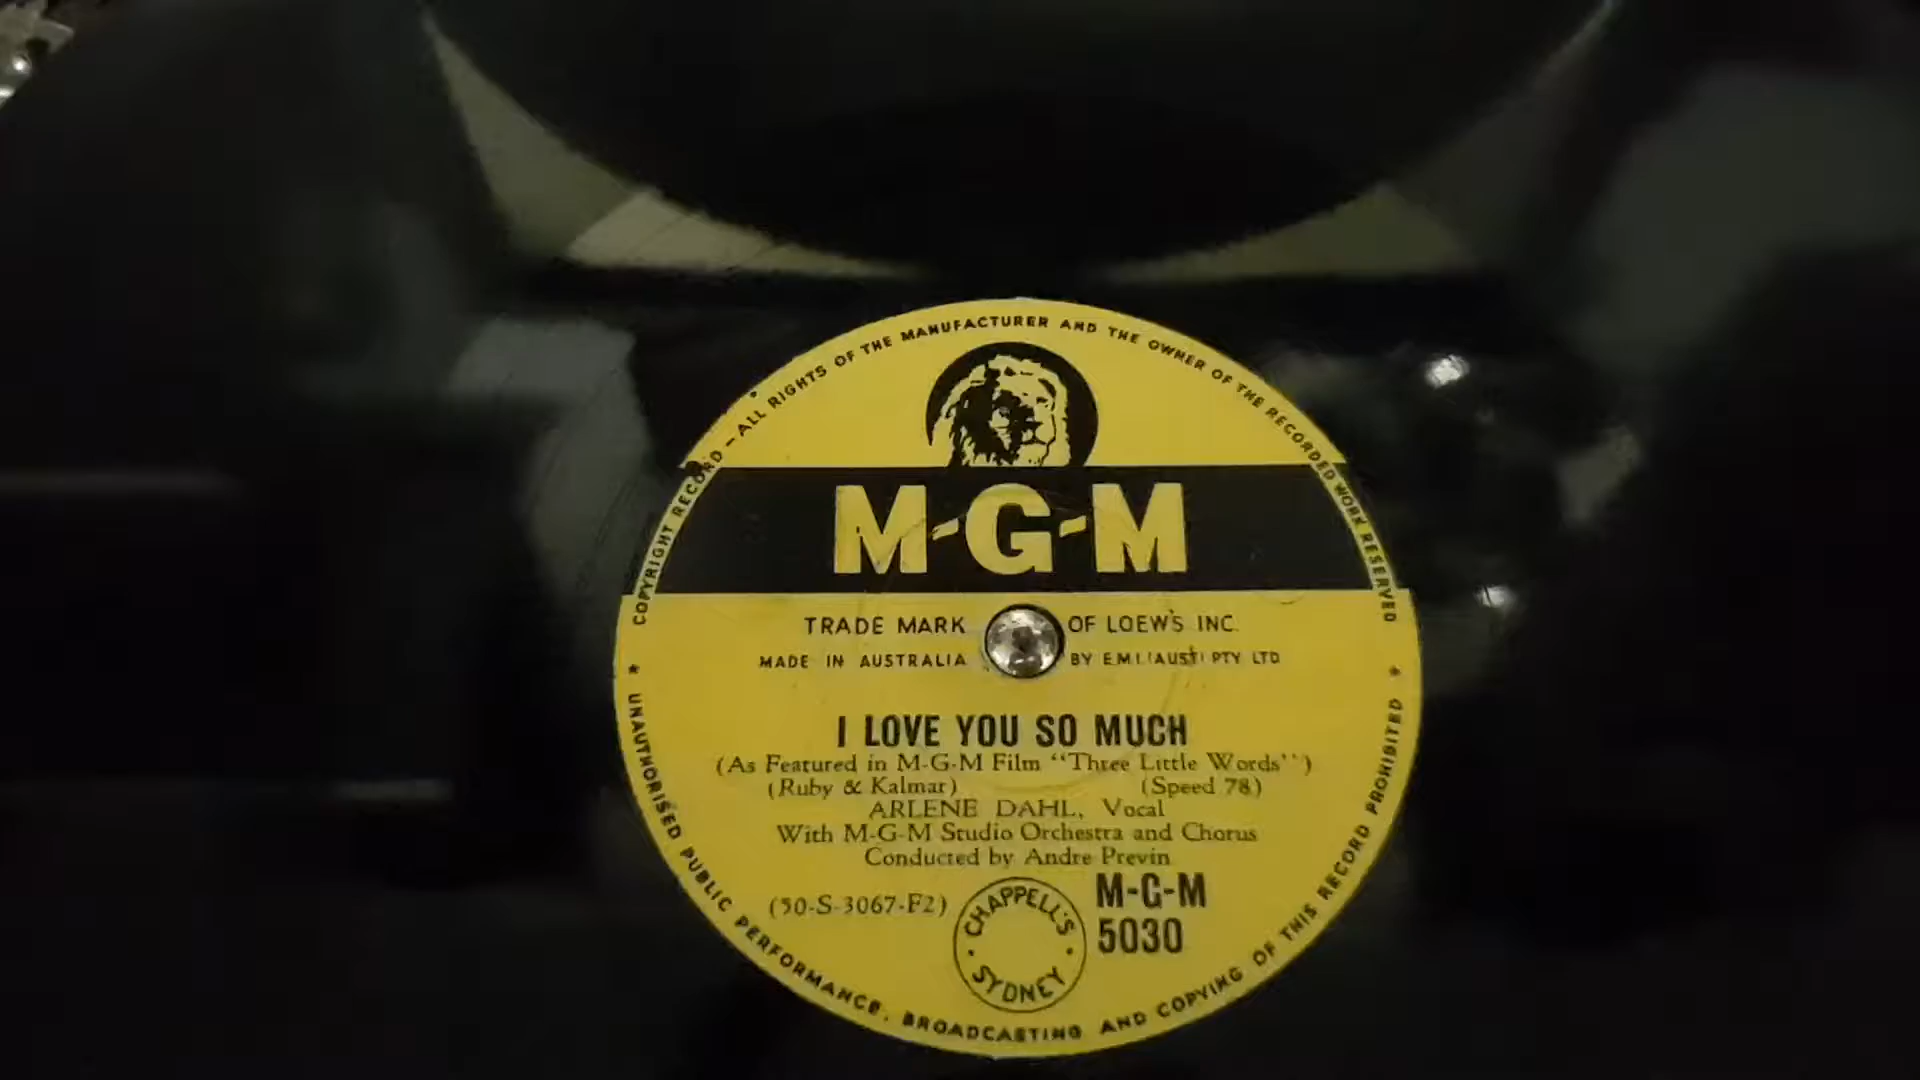 COPYRIGHT RECORD — ALL RIGHTS OF THE MANUFACTURER AND THE OWNER OF THE RECORDED WORK RESERVED
M-G-M
TRADE MARK OF LOEW'S INC.
MADE IN AUSTRALIA BY E.M.I. (AUST) PTY LTD
I LOVE YOU SO MUCH
(As Featured in M-G-M Film "Three Little Words")
(Ruby & Kalmar) (Speed 78)
ARLENE DAHL, Vocal
With M-G-M Studio Orchestra and Chorus
Conducted by Andre Previn
(50-S-3067-F2)
CHAPPELL'S
SYDNEY
M-G-M
5030
* UNAUTHORISED PUBLIC PERFORMANCE, BROADCASTING AND COPYING OF THIS RECORD PROHIBITED *